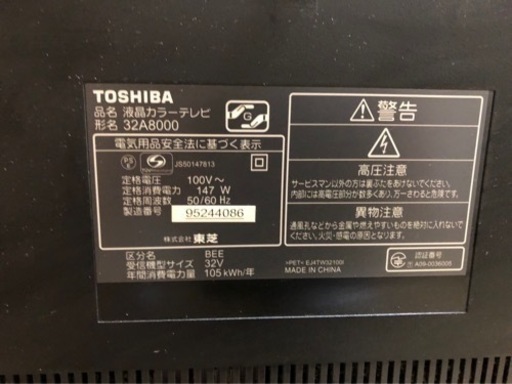 TOSHIBA
品名 液晶カラーテレビ
形名 32A8000
G
電気用品安全法に基づく表示
PS
E
JS50147813
定格電圧 100V～
定格消費電力 147 W
定格周波数 50/60 Hz
製造番号 95244086
株式会社 東芝
区分名 BEE
受信機型サイズ 32V
年間消費電力量 105 kWh/年
警告
高圧注意
サービスマン以外の方は裏ぶたをあけないでください。
内部には高電圧部分が数多くあり、万一さわると危険です。
異物注意
通風孔などから金属や燃えやすいものを絶対に入れない
でください。火災・感電の原因となります。
>PET< EJ4TW32100I
MADE IN CHINA
認証番号
A09-0036005